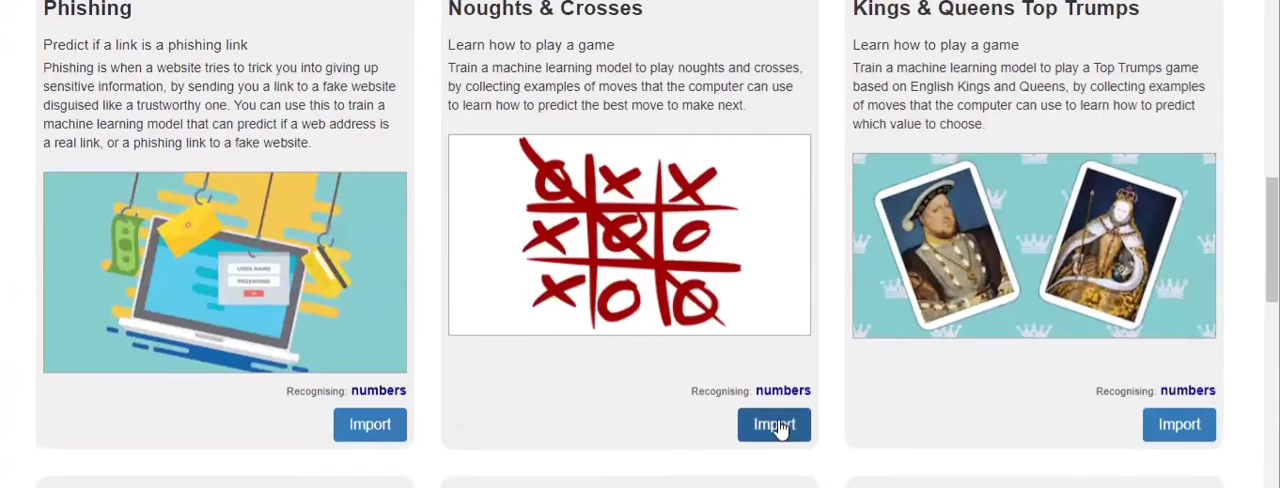 Phishing
Predict if a link is a phishing link
Phishing is when a website tries to trick you into giving up
sensitive information, by sending you a link to a fake website
disguised like a trustworthy one. You can use this to train a
machine learning model that can predict if a web address is
a real link, or a phishing link to a fake website.
USER NAME
PASSWORD
Recognising: numbers
Import
Noughts & Crosses
Learn how to play a game
Train a machine learning model to play noughts and crosses,
by collecting examples of moves that the computer can use
to learn how to predict the best move to make next.
O X X
X O O
X O O
Recognising: numbers
Import
Kings & Queens Top Trumps
Learn how to play a game
Train a machine learning model to play a Top Trumps game
based on English Kings and Queens, by collecting examples
of moves that the computer can use to learn how to predict
which value to choose.
Recognising: numbers
Import